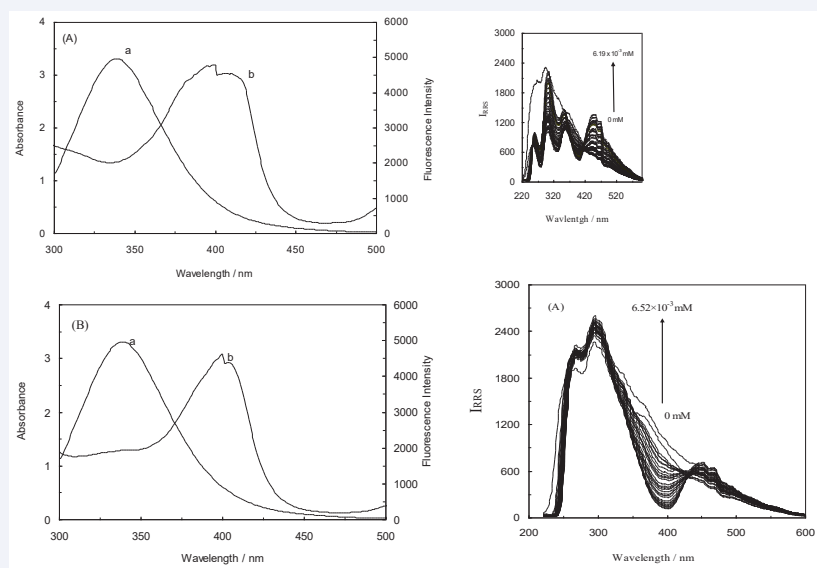 (A)
a
b
4
3
2
1
0
6000
5000
4000
3000
2000
1000
0
300
350
400
450
500
Absorbance
Fluorescence Intensity
Wavelength / nm
(B)
a
b
4
3
2
1
0
6000
5000
4000
3000
2000
1000
0
300
350
400
450
500
Absorbance
Fluorescence Intensity
Wavelength / nm
3000
2400
1800
1200
600
0
220
320
420
520
I RRS
6.19 x10⁻³mM
0 mM
Wavlentgh / nm
(A)
6.52×10⁻³mM
0 mM
3000
2400
1800
1200
600
0
200
300
400
500
600
IRRS
Wavelength / nm